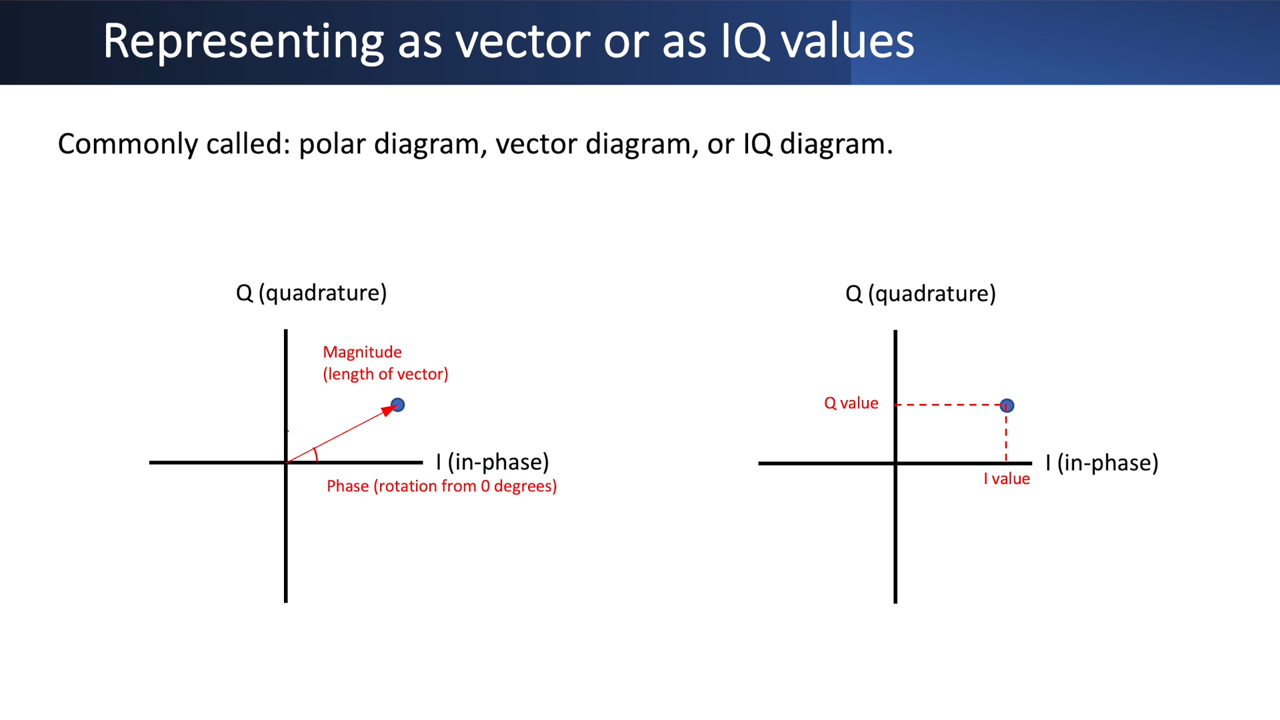 Representing as vector or as IQ values
Commonly called: polar diagram, vector diagram, or IQ diagram.
Q (quadrature)
Magnitude
(length of vector)
I (in-phase)
Phase (rotation from 0 degrees)
Q (quadrature)
Q value
I (in-phase)
I value